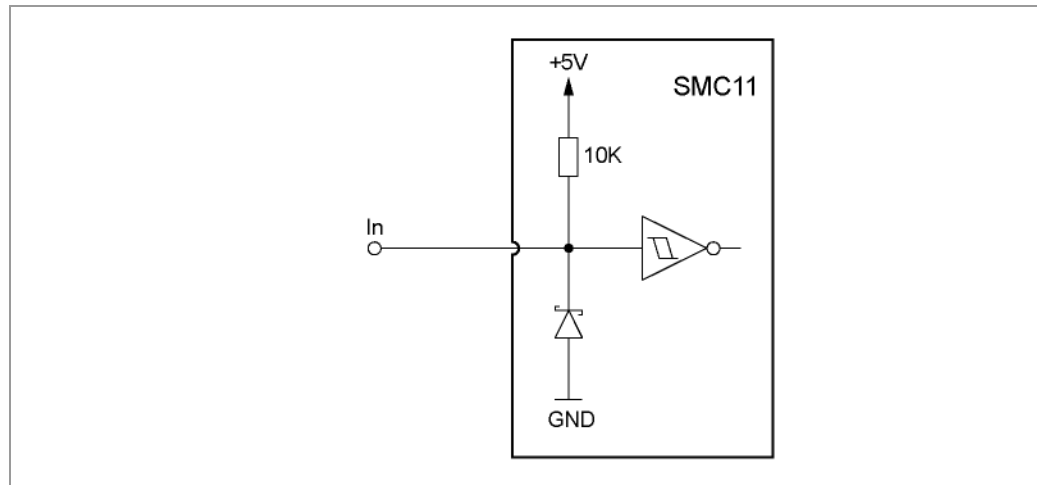 +5V
SMC11
10K
In
GND